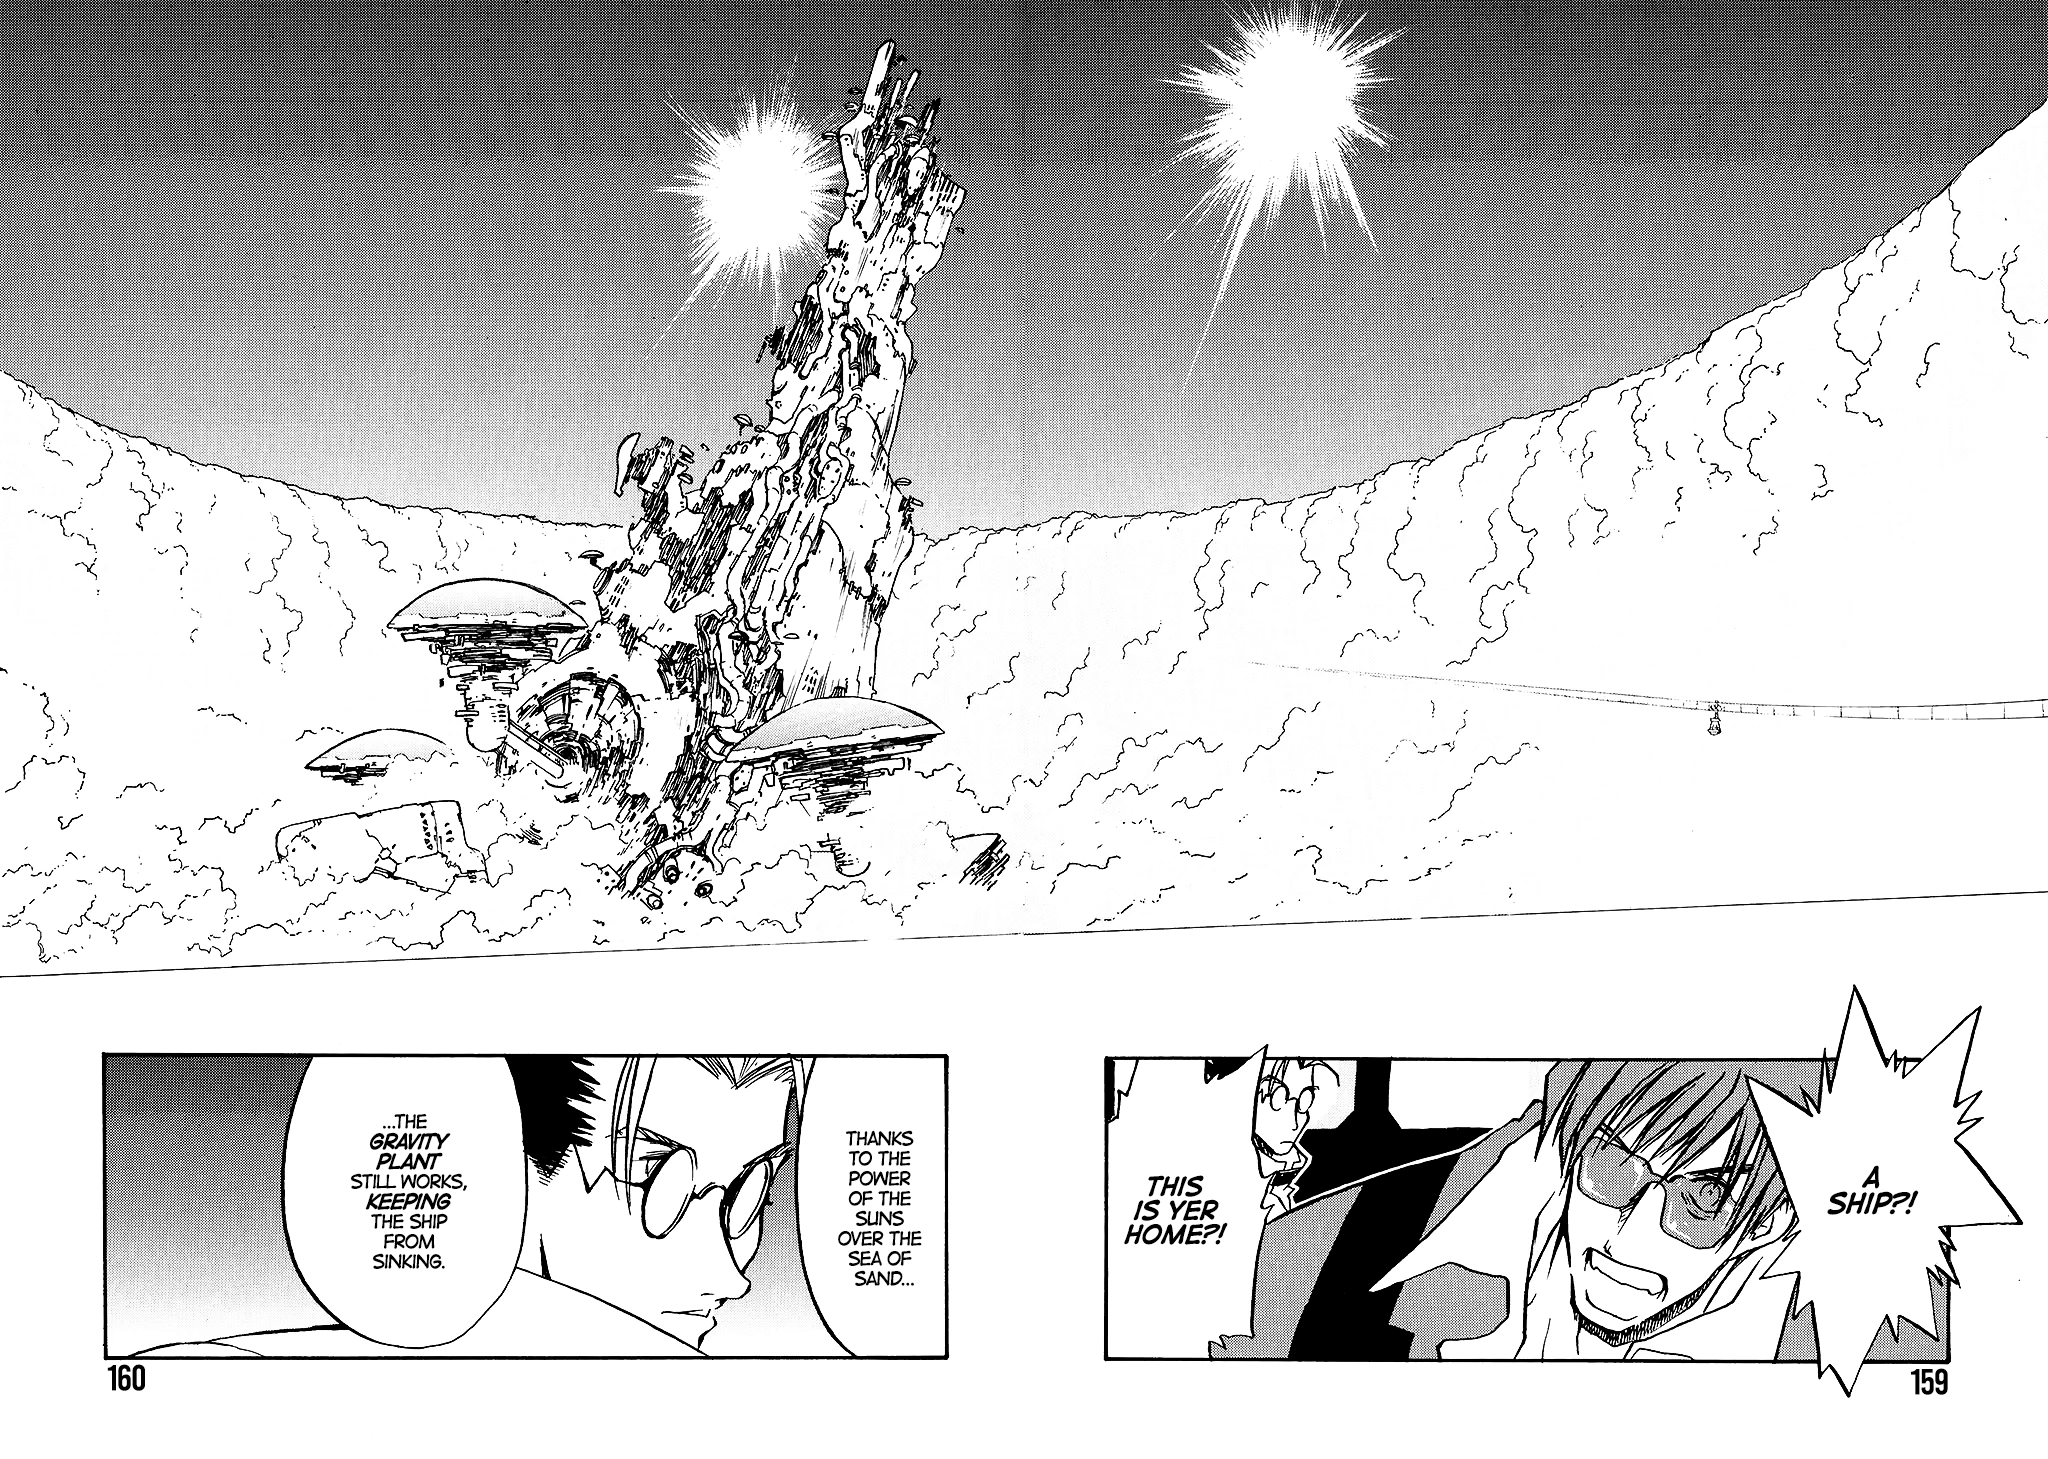 A
SHIP?!
THIS
IS YER
HOME?!
159
THANKS
TO THE
POWER
OF THE
SUNS
OVER THE
SEA OF
SAND...
...THE
GRAVITY
PLANT
STILL WORKS,
KEEPING
THE SHIP
FROM
SINKING.
160